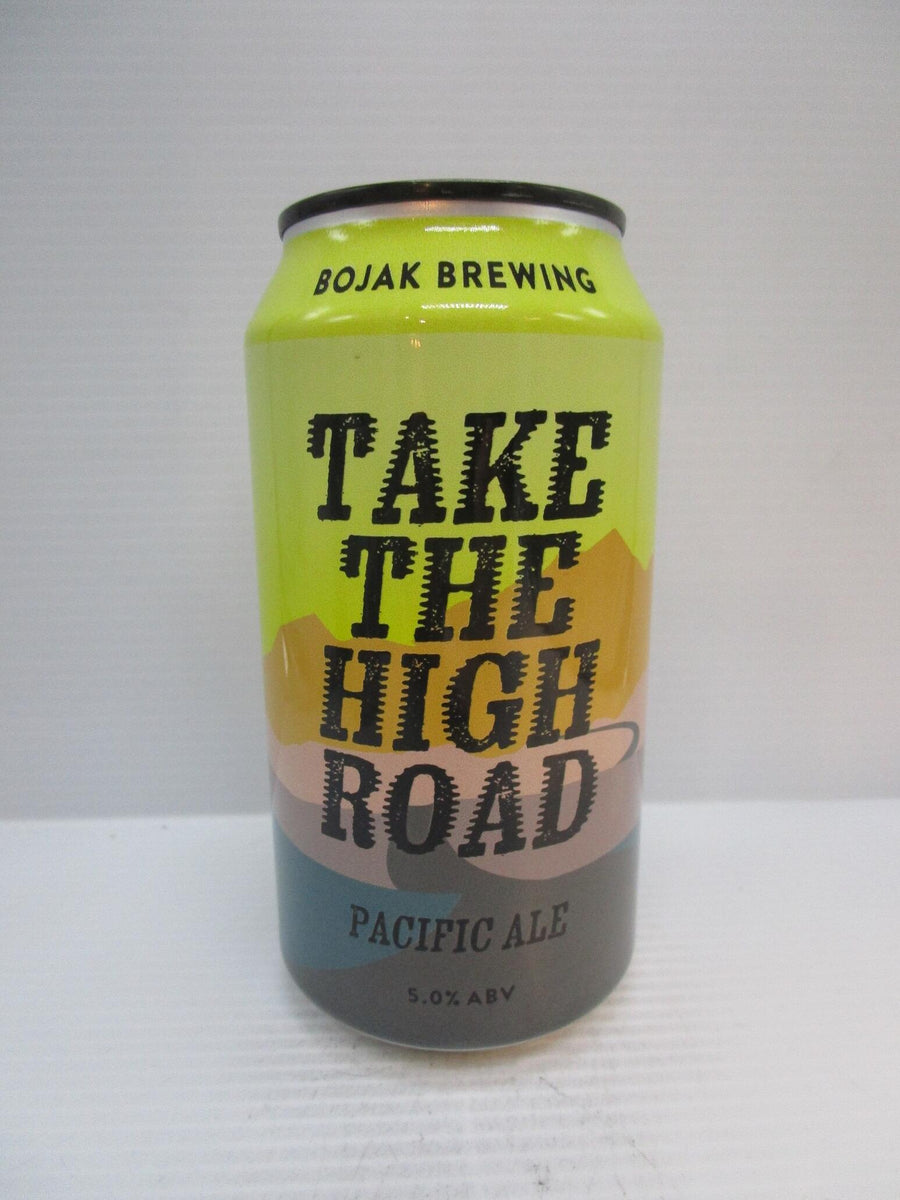 BOJAK BREWING
TAKE
THE
HIGH
ROAD
PACIFIC ALE
5.0% ABV